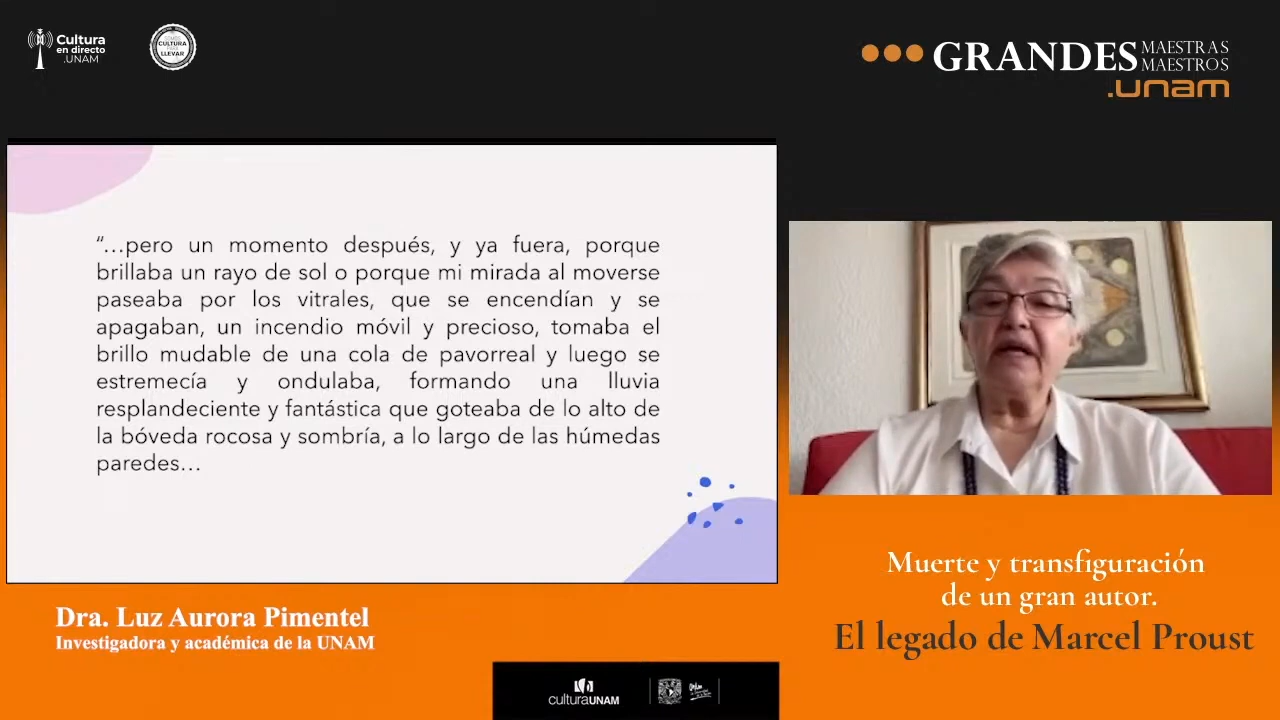 Cultura
en directo
.UNAM
CULTURA
LLEVAR
GRANDES MAESTRAS
MAESTROS
.unam
“…pero un momento después, y ya fuera, porque
brillaba un rayo de sol o porque mi mirada al moverse
paseaba por los vitrales, que se encendían y se
apagaban, un incendio móvil y precioso, tomaba el
brillo mudable de una cola de pavorreal y luego se
estremecía y ondulaba, formando una lluvia
resplandeciente y fantástica que goteaba de lo alto de
la bóveda rocosa y sombría, a lo largo de las húmedas
paredes…
Muerte y transfiguración
de un gran autor.
El legado de Marcel Proust
Dra. Luz Aurora Pimentel
Investigadora y académica de la UNAM
culturaUNAM